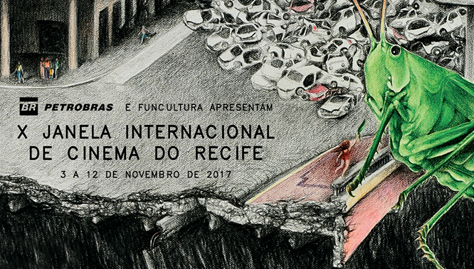 BR PETROBRAS E FUNCULTURA APRESENTAM
X JANELA INTERNACIONAL
DE CINEMA DO RECIFE
3 A 12 DE NOVEMBRO DE 2017